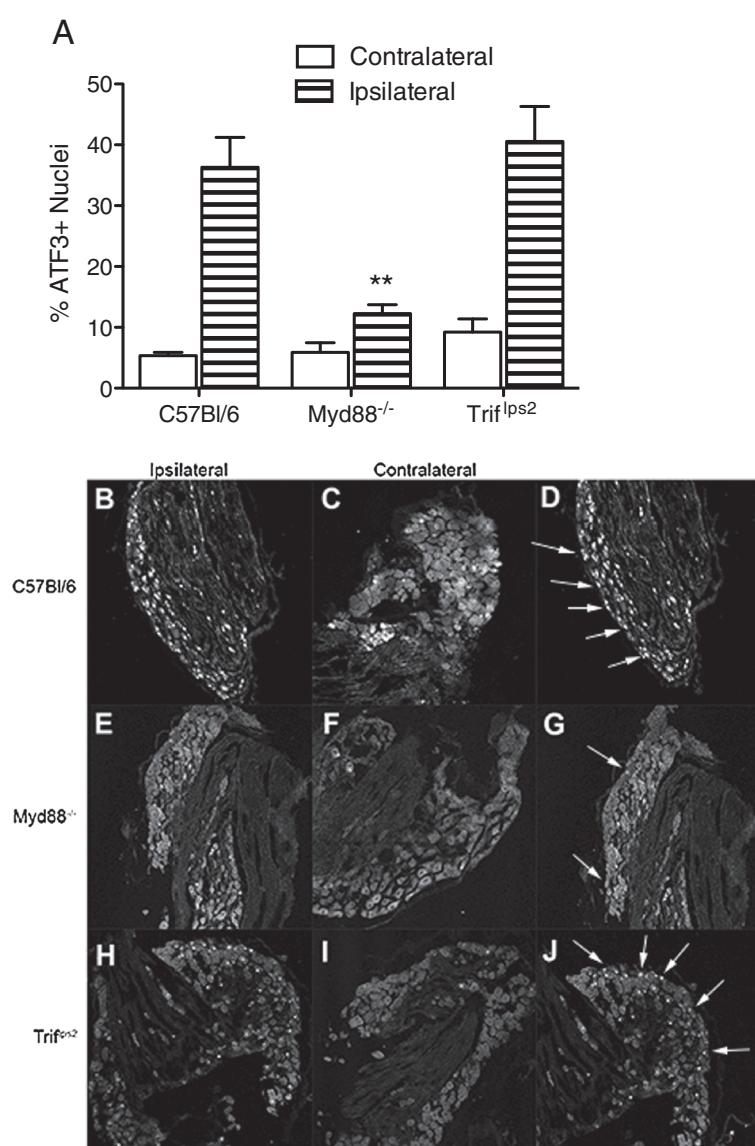 A
Contralateral
Ipsilateral
% ATF3+ Nuclei
50
40
30
20
10
0
**
C57Bl/6
Myd88-/-
Trif lps2
Ipsilateral
Contralateral
C57Bl/6
B
C
D
Myd88-/-
E
F
G
H
I
J